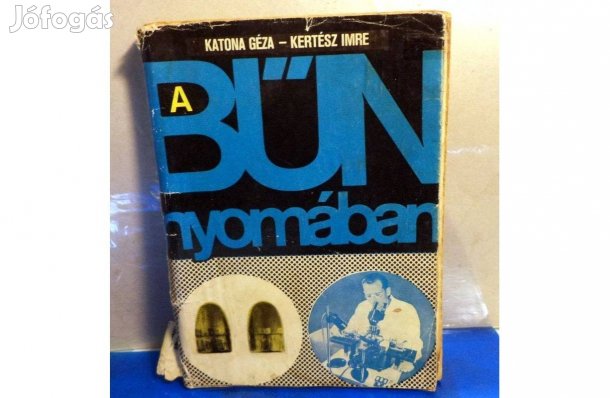 Jófogás
KATONA GÉZA – KERTÉSZ IMRE
A
BŰN
nyomában